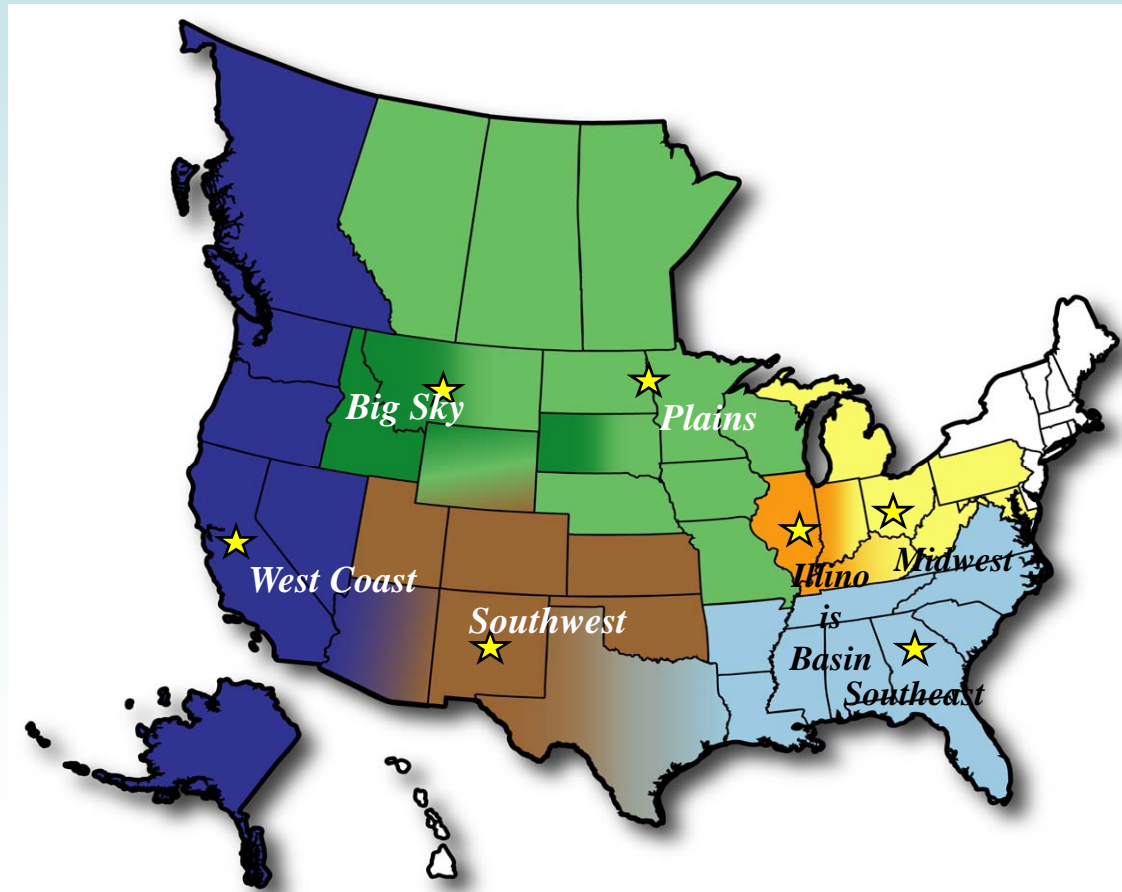 Big Sky
Plains
West Coast
Southwest
Midwest
Illino
is
Basin
Southeast